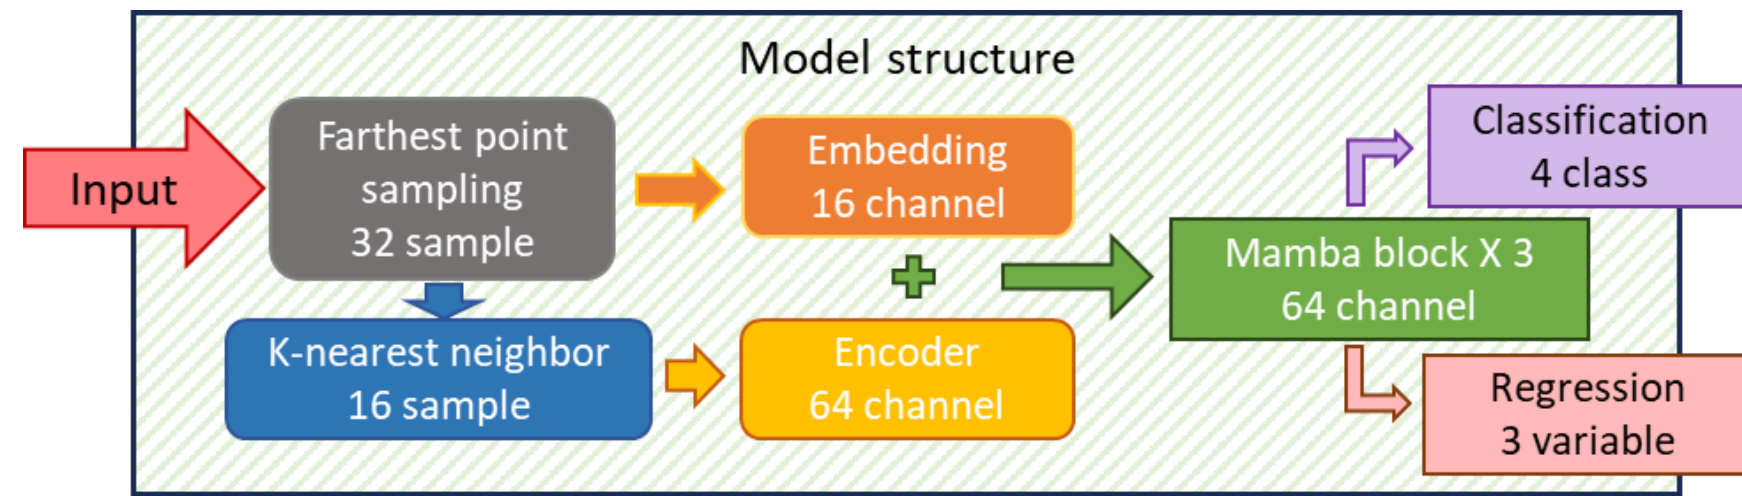 Model structure
Input
Farthest point
sampling
32 sample
Embedding
16 channel
K-nearest neighbor
16 sample
Encoder
64 channel
Mamba block X 3
64 channel
Classification
4 class
Regression
3 variable